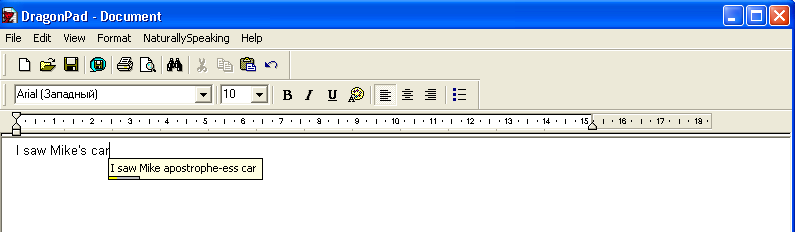 DragonPad - Document
File Edit View Format NaturallySpeaking Help
Arial (Западный) 10 B I U
1 2 3 4 5 6 7 8 9 10 11 12 13 14 15 16 17 18
I saw Mike's car
I saw Mike apostrophe-ess car